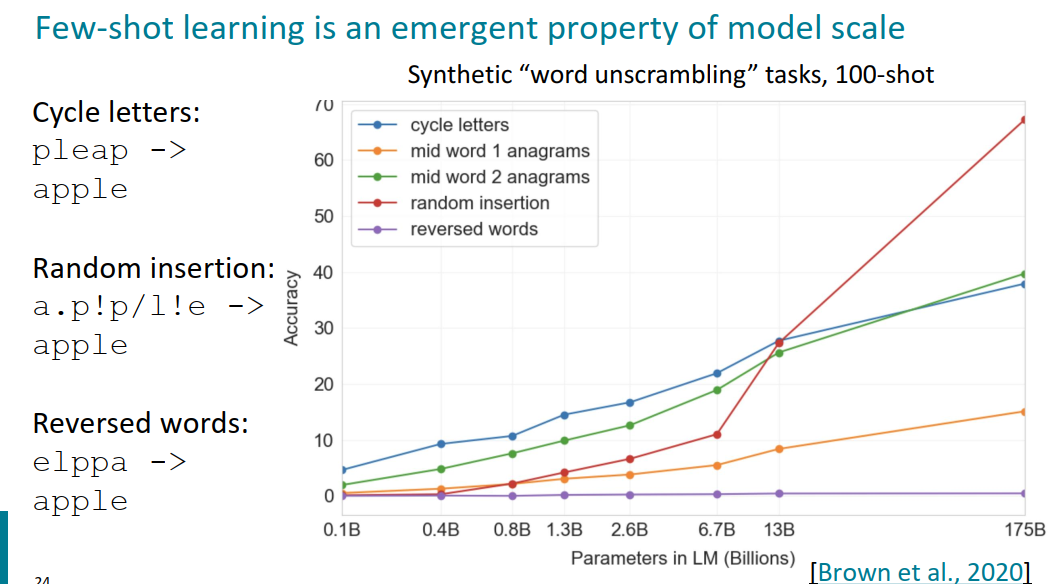 Few-shot learning is an emergent property of model scale
Synthetic “word unscrambling” tasks, 100-shot
Cycle letters:
pleap ->
apple
Random insertion:
a.p!p/l!e ->
apple
Reversed words:
elppa ->
apple
cycle letters
mid word 1 anagrams
mid word 2 anagrams
random insertion
reversed words
Accuracy
70
60
50
40
30
20
10
0
0.1B 0.4B 0.8B 1.3B 2.6B 6.7B 13B 175B
Parameters in LM (Billions)
[Brown et al., 2020]
24